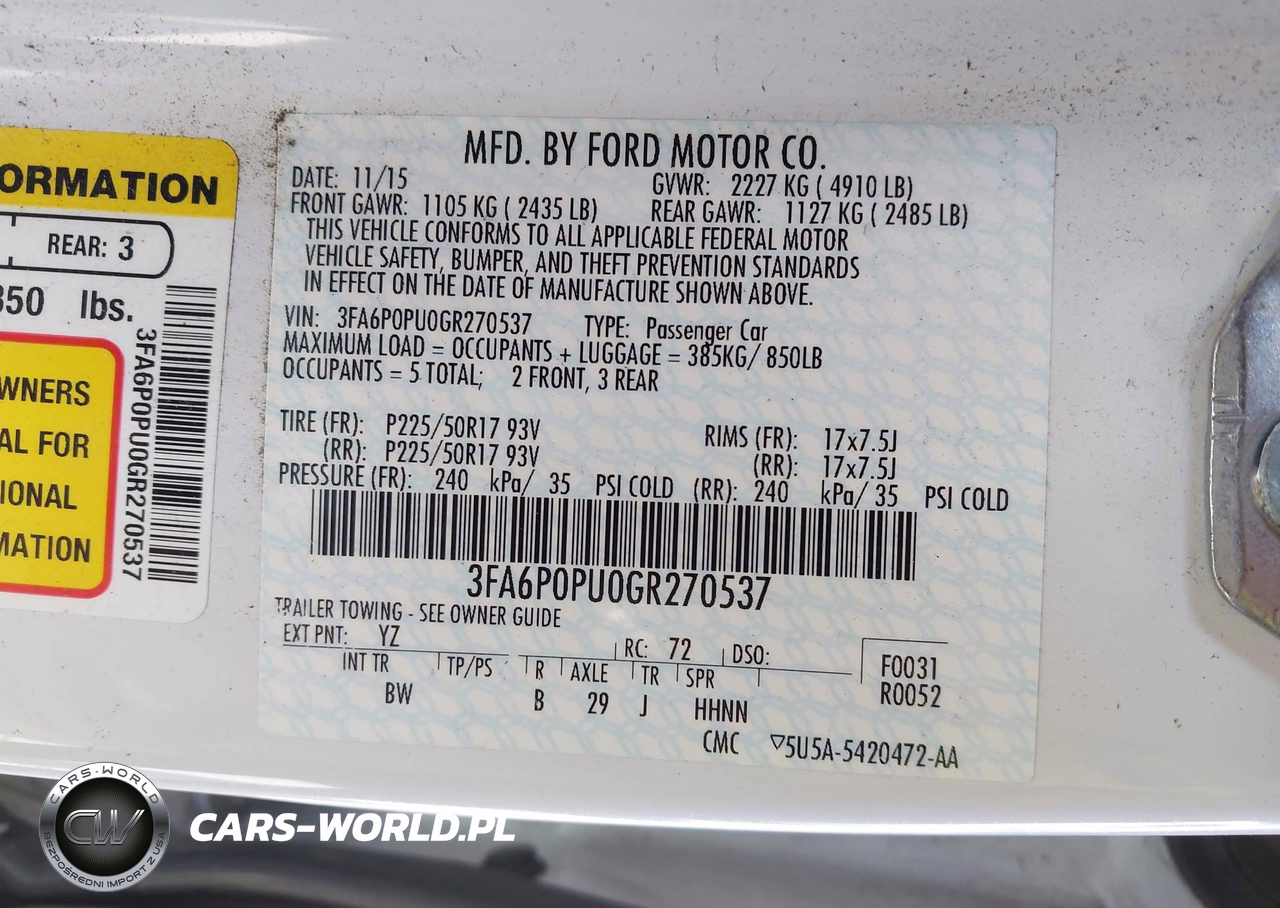 ORMATION
REAR: 3
850 lbs.
WNERS
AL FOR
IONAL
MATION
3FA6P0PU0GR270537
MFD. BY FORD MOTOR CO.
DATE: 11/15 GVWR: 2227 KG ( 4910 LB)
FRONT GAWR: 1105 KG ( 2435 LB) REAR GAWR: 1127 KG ( 2485 LB)
THIS VEHICLE CONFORMS TO ALL APPLICABLE FEDERAL MOTOR
VEHICLE SAFETY, BUMPER, AND THEFT PREVENTION STANDARDS
IN EFFECT ON THE DATE OF MANUFACTURE SHOWN ABOVE.
VIN: 3FA6P0PU0GR270537 TYPE: Passenger Car
MAXIMUM LOAD = OCCUPANTS + LUGGAGE = 385KG/ 850LB
OCCUPANTS = 5 TOTAL; 2 FRONT, 3 REAR
TIRE (FR): P225/50R17 93V RIMS (FR): 17x7.5J
(RR): P225/50R17 93V (RR): 17x7.5J
PRESSURE (FR): 240 kPa/ 35 PSI COLD (RR): 240 kPa/ 35 PSI COLD
3FA6P0PU0GR270537
TRAILER TOWING - SEE OWNER GUIDE
EXT PNT: YZ RC: 72 DSO:
INT TR TP/PS R AXLE TR SPR F0031
BW B 29 J HHNN R0052
CMC ▽5U5A-5420472-AA
CARS-WORLD
CW
BEZPOŚREDNI IMPORT Z USA
CARS-WORLD.PL